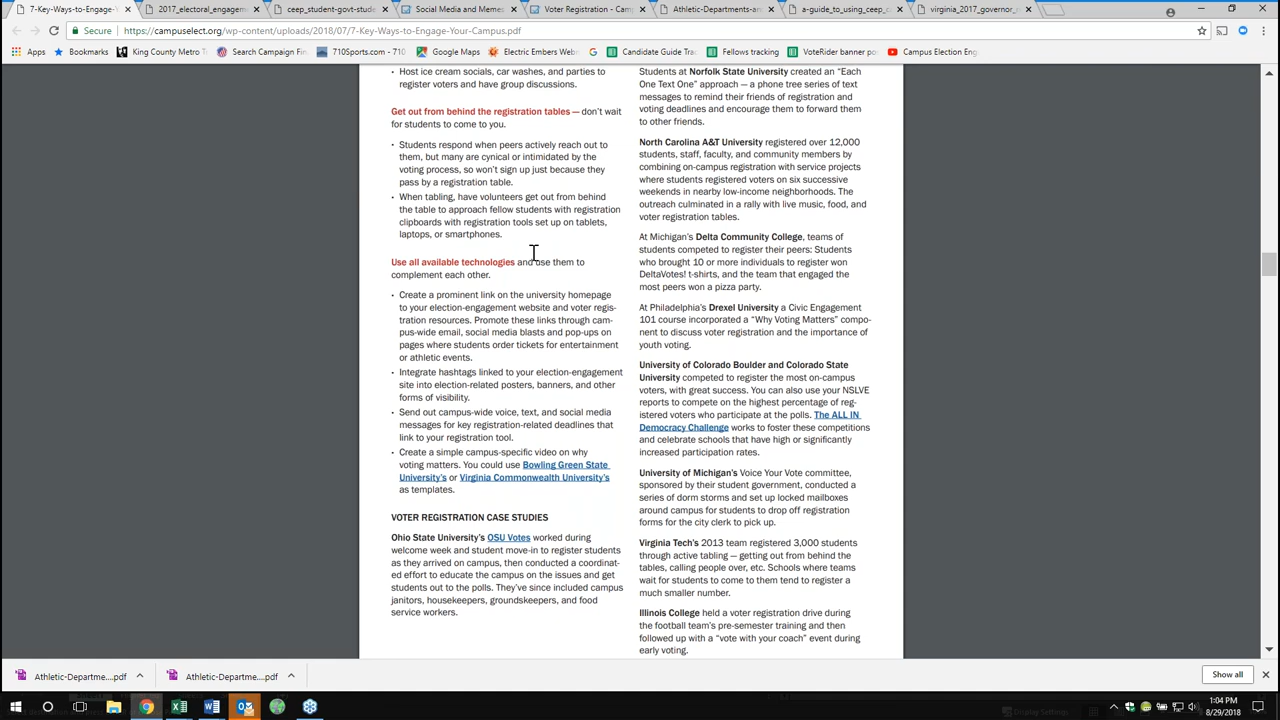 7-Key-Ways-to-Engage-You
2017_electoral_engagem
ceep_student-govt-stude
Social Media and Memes
Voter Registration - Camp
Athletic-Departments-an
a-guide_to_using_ceep_c
virginia_2017_governor_r
Secure
https://campuselect.org/wp-content/uploads/2018/07/7-Key-Ways-to-Engage-Your-Campus.pdf
Apps
Bookmarks
King County Metro
Search Campaign Fin
710Sports.com - 710
Google Maps
Electric Embers Webm
Candidate Guide Trac
Fellows tracking
VoteRider banner po
Campus Election Eng
Host ice cream socials, car washes, and parties to
register voters and have group discussions.
Get out from behind the registration tables — don't wait
for students to come to you.
• Students respond when peers actively reach out to
them, but many are cynical or intimidated by the
voting process, so won't sign up just because they
pass by a registration table.
• When tabling, have volunteers get out from behind
the table to approach fellow students with registration
clipboards with registration tools set up on tablets,
laptops, or smartphones.
Use all available technologies and use them to
complement each other.
• Create a prominent link on the university homepage
to your election-engagement website and voter regis-
tration resources. Promote these links through cam-
pus-wide email, social media blasts and pop-ups on
pages where students order tickets for entertainment
or athletic events.
• Integrate hashtags linked to your election-engagement
site into election-related posters, banners, and other
forms of visibility.
• Send out campus-wide voice, text, and social media
messages for key registration-related deadlines that
link to your registration tool.
• Create a simple campus-specific video on why
voting matters. You could use Bowling Green State
University's or Virginia Commonwealth University's
as templates.
VOTER REGISTRATION CASE STUDIES
Ohio State University's OSU Votes worked during
welcome week and student move-in to register students
as they arrived on campus, then conducted a coordinat-
ed effort to educate the campus on the issues and get
students out to the polls. They've since included campus
janitors, housekeepers, groundskeepers, and food
service workers.
Students at Norfolk State University created an “Each
One Text One” approach — a phone tree series of text
messages to remind their friends of registration and
voting deadlines and encourage them to forward them
to other friends.
North Carolina A&T University registered over 12,000
students, staff, faculty, and community members by
combining on-campus registration with service projects
where students registered voters on six successive
weekends in nearby low-income neighborhoods. The
outreach culminated in a rally with live music, food, and
voter registration tables.
At Michigan's Delta Community College, teams of
students competed to register their peers: Students
who brought 10 or more individuals to register won
DeltaVotes! t-shirts, and the team that engaged the
most peers won a pizza party.
At Philadelphia's Drexel University a Civic Engagement
101 course incorporated a “Why Voting Matters” compo-
nent to discuss voter registration and the importance of
youth voting.
University of Colorado Boulder and Colorado State
University competed to register the most on-campus
voters, with great success. You can also use your NSLVE
reports to compete on the highest percentage of reg-
istered voters who participate at the polls. The ALL IN
Democracy Challenge works to foster these competitions
and celebrate schools that have high or significantly
increased participation rates.
University of Michigan's Voice Your Vote committee,
sponsored by their student government, conducted a
series of dorm storms and set up locked mailboxes
around campus for students to drop off registration
forms for the city clerk to pick up.
Virginia Tech's 2013 team registered 3,000 students
through active tabling — getting out from behind the
tables, calling people over, etc. Schools where teams
wait for students to come to them tend to register a
much smaller number.
Illinois College held a voter registration drive during
the football team's pre-semester training and then
followed up with a “vote with your coach” event during
early voting.
Athletic-Departme....pdf
Athletic-Departme....pdf
Show all
1:04 PM
8/29/2018